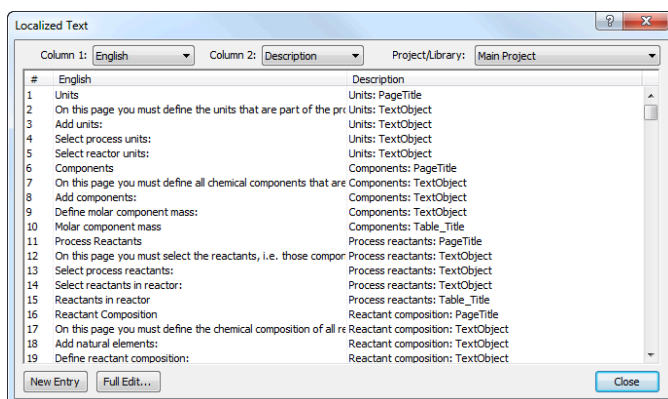 Localized Text
Column 1: English Column 2: Description Project/Library: Main Project
# English Description
1 Units Units: PageTitle
2 On this page you must define the units that are part of the pro Units: TextObject
3 Add units: Units: TextObject
4 Select process units: Units: TextObject
5 Select reactor units: Units: TextObject
6 Components Components: PageTitle
7 On this page you must define all chemical components that are Components: TextObject
8 Add components: Components: TextObject
9 Define molar component mass: Components: TextObject
10 Molar component mass Components: Table_Title
11 Process Reactants Process reactants: PageTitle
12 On this page you must select the reactants, i.e. those compor Process reactants: TextObject
13 Select process reactants: Process reactants: TextObject
14 Select reactants in reactor: Process reactants: TextObject
15 Reactants in reactor Process reactants: Table_Title
16 Reactant Composition Reactant composition: PageTitle
17 On this page you must define the chemical composition of all re Reactant composition: TextObject
18 Add natural elements: Reactant composition: TextObject
19 Define reactant composition: Reactant composition: TextObject
New Entry Full Edit... Close